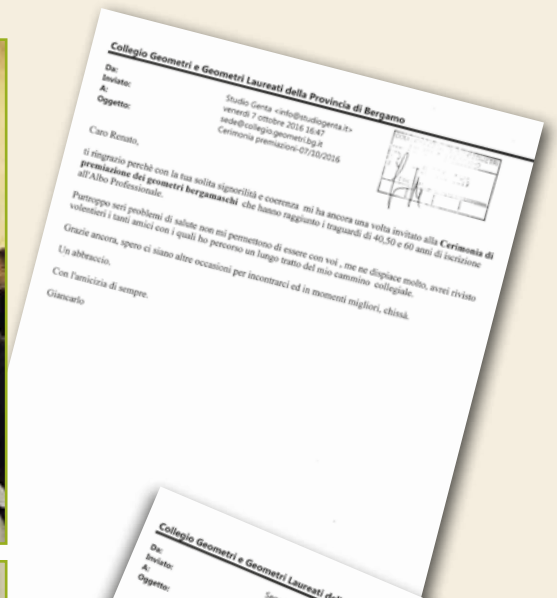 Collegio Geometri e Geometri Laureati della Provincia di Bergamo
Da: Studio Genta <info@studiogenta.it>
Inviato: venerdì 7 ottobre 2016 16:47
A: sede@collegio.geometri.bg.it
Oggetto: Cerimonia premiazioni-07/10/2016
Caro Renato,
ti ringrazio perchè con la tua solita signorilità e coerenza mi ha ancora una volta invitato alla Cerimonia di
premiazione dei geometri bergamaschi che hanno raggiunto i traguardi di 40,50 e 60 anni di iscrizione
all'Albo Professionale.
Purtroppo seri problemi di salute non mi permettono di essere con voi , me ne dispiace molto, avrei rivisto
volentieri i tanti amici con i quali ho percorso un lungo tratto del mio cammino collegiale.
Grazie ancora, spero ci siano altre occasioni per incontrarci ed in momenti migliori, chissà.
Un abbraccio.
Con l'amicizia di sempre.
Giancarlo
Collegio Geometri e Geometri Laureati
Da:
Inviato:
A:
Oggetto: